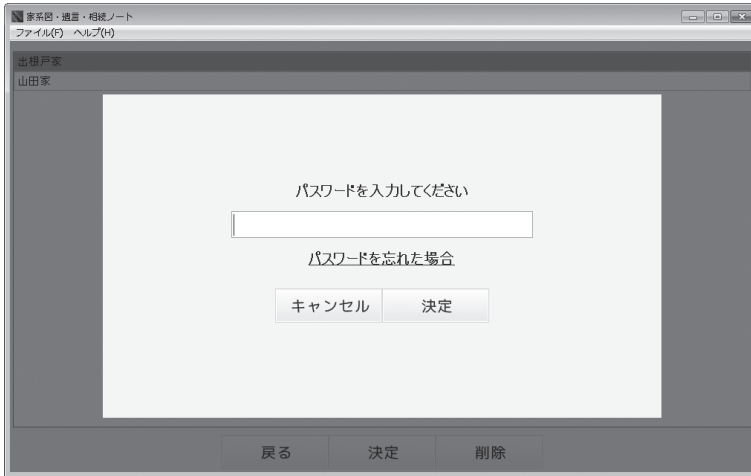 家系図・遺言・相続ノート
ファイル(F) ヘルプ(H)
出根戸家
山田家
パスワードを入力してください
パスワードを忘れた場合
キャンセル 決定
戻る 決定 削除